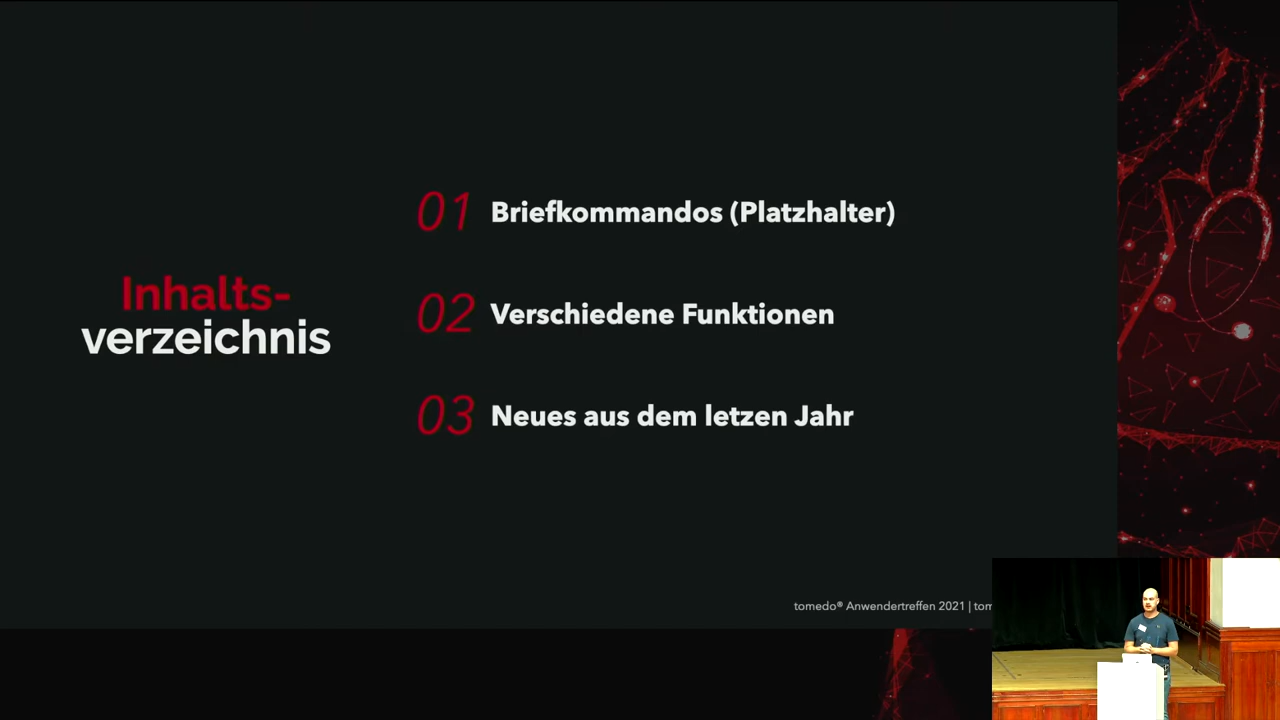 Inhalts-
verzeichnis
01 Briefkommandos (Platzhalter)
02 Verschiedene Funktionen
03 Neues aus dem letzen Jahr
tomedo® Anwendertreffen 2021 | tom